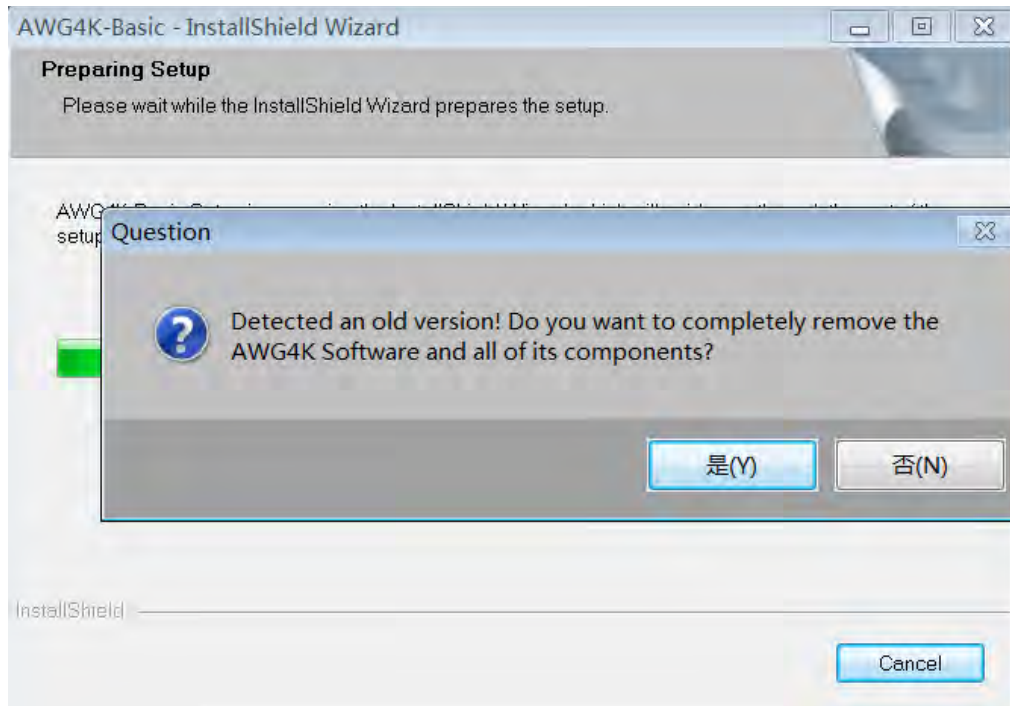 AWG4K-Basic - InstallShield Wizard
Preparing Setup
Please wait while the InstallShield Wizard prepares the setup.
setup
Question
Detected an old version! Do you want to completely remove the
AWG4K Software and all of its components?
是(Y)
否(N)
InstallShield
Cancel